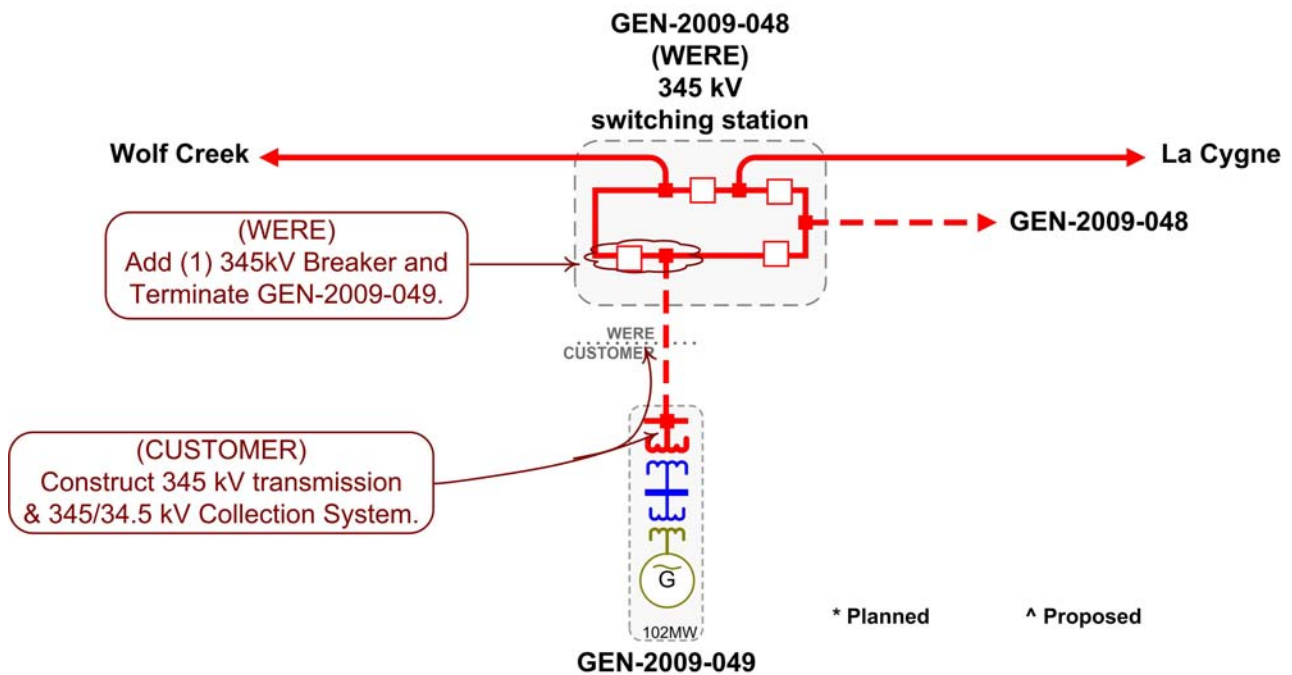 GEN-2009-048
(WERE)
345 kV
switching station
Wolf Creek
La Cygne
GEN-2009-048
(WERE)
Add (1) 345kV Breaker and
Terminate GEN-2009-049.
WERE
CUSTOMER
(CUSTOMER)
Construct 345 kV transmission
& 345/34.5 kV Collection System.
G
102MW
* Planned
^ Proposed
GEN-2009-049